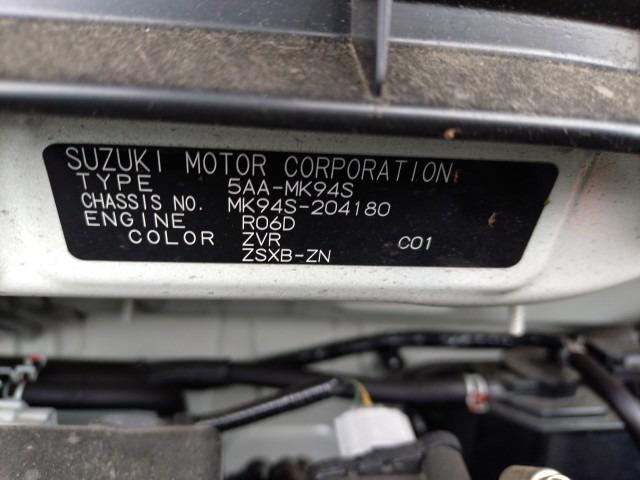 SUZUKI MOTOR CORPORATION
TYPE 5AA-MK94S
CHASSIS NO. MK94S-204180
ENGINE R06D
COLOR ZVR C01
ZSXB-ZN